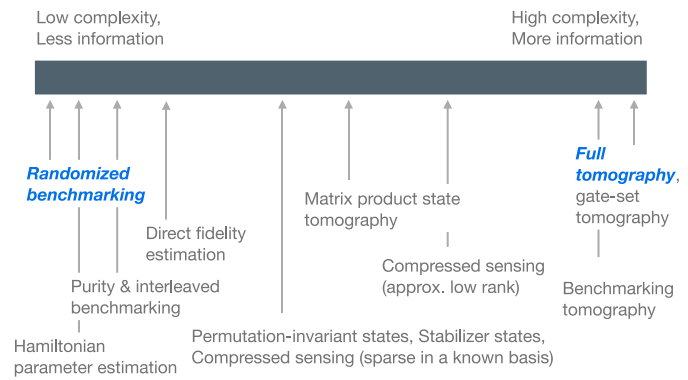 Low complexity,
Less information
High complexity,
More information
Randomized
benchmarking
Full
tomography,
gate-set
tomography
Matrix product state
tomography
Direct fidelity
estimation
Compressed sensing
(approx. low rank)
Purity & interleaved
benchmarking
Benchmarking
tomography
Permutation-invariant states, Stabilizer states,
Compressed sensing (sparse in a known basis)
Hamiltonian
parameter estimation